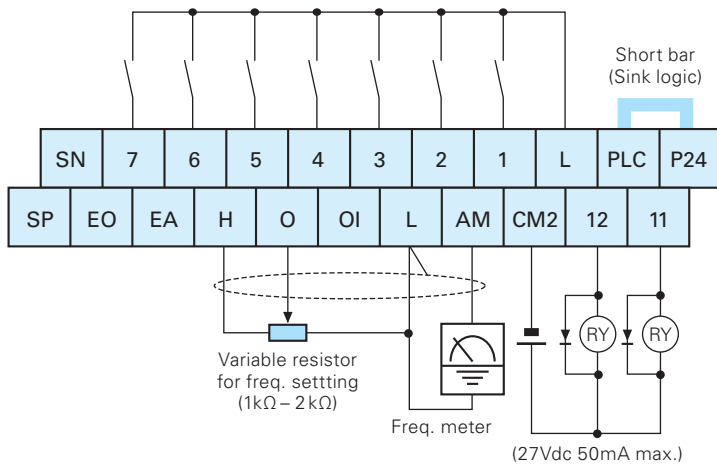 Short bar
(Sink logic)
SN 7 6 5 4 3 2 1 L PLC P24
SP EO EA H O OI L AM CM2 12 11
RY RY
Variable resistor
for freq. settting
(1kΩ – 2kΩ)
Freq. meter
(27Vdc 50mA max.)